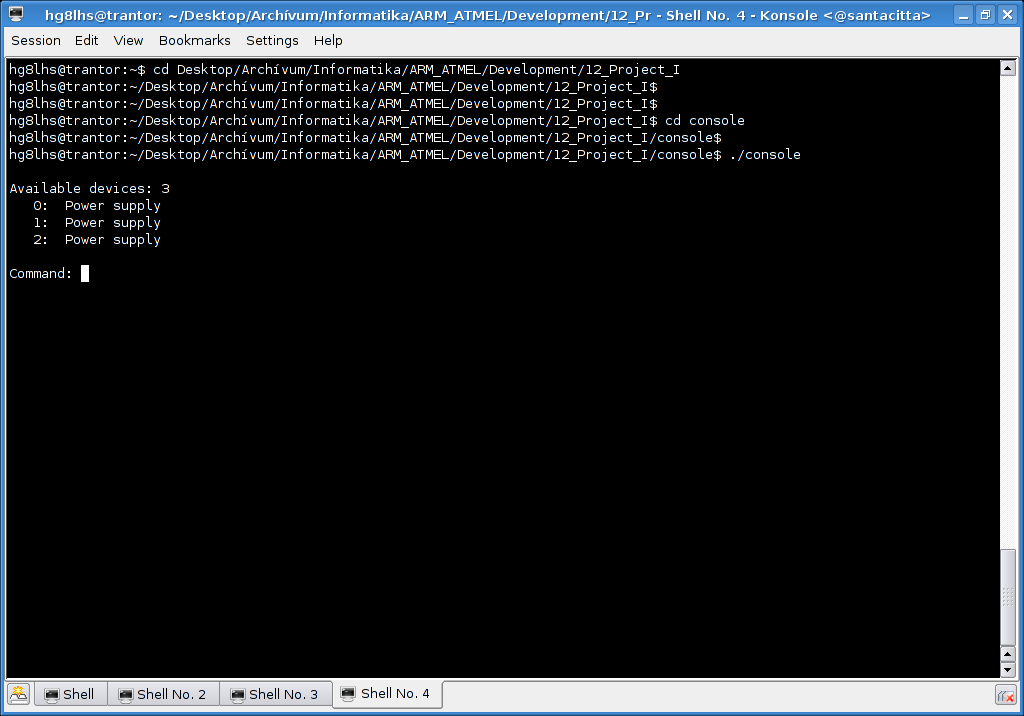 hg8lhs@trantor: ~/Desktop/Archívum/Informatika/ARM_ATMEL/Development/12_Pr - Shell No. 4 - Konsole <@santacitta>
Session Edit View Bookmarks Settings Help
hg8lhs@trantor:~$ cd Desktop/Archívum/Informatika/ARM_ATMEL/Development/12_Project_I
hg8lhs@trantor:~/Desktop/Archívum/Informatika/ARM_ATMEL/Development/12_Project_I$
hg8lhs@trantor:~/Desktop/Archívum/Informatika/ARM_ATMEL/Development/12_Project_I$
hg8lhs@trantor:~/Desktop/Archívum/Informatika/ARM_ATMEL/Development/12_Project_I$ cd console
hg8lhs@trantor:~/Desktop/Archívum/Informatika/ARM_ATMEL/Development/12_Project_I/console$
hg8lhs@trantor:~/Desktop/Archívum/Informatika/ARM_ATMEL/Development/12_Project_I/console$ ./console
Available devices: 3
0: Power supply
1: Power supply
2: Power supply
Command:
Shell Shell No. 2 Shell No. 3 Shell No. 4